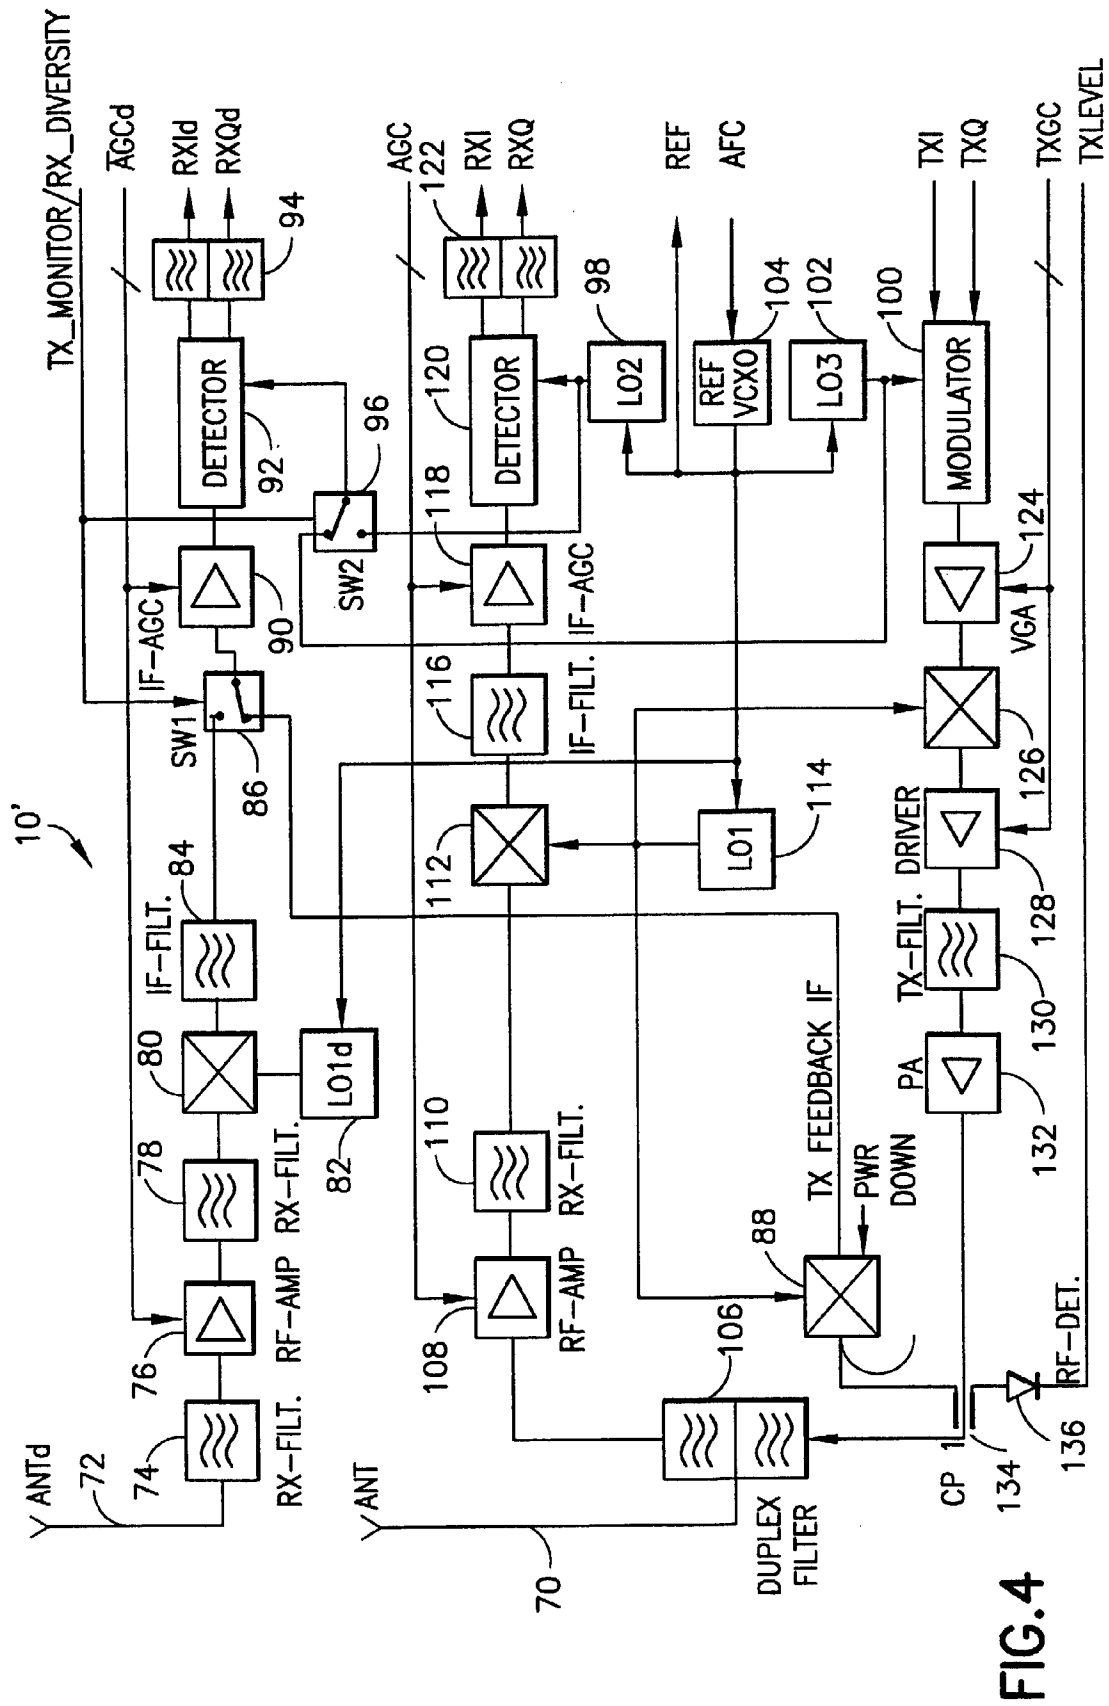 10'
TX_MONITOR/RX_DIVERSITY
AGCd
RXId
RXQd
94
IF-AGC
DETECTOR
92
90
SW1
86
SW2
96
IF-FILT.
84
80
LO1d
82
78
RX-FILT.
76
RF-AMP
74
RX-FILT.
ANTd
72
AGC
122
RXI
RXQ
DETECTOR
120
118
IF-AGC
116
IF-FILT.
112
110
RX-FILT.
108
RF-AMP
106
ANT
70
DUPLEX
FILTER
LO2
98
REF
AFC
REF
VCXO
104
LO3
102
LO1
114
TX FEEDBACK IF
88
PWR
DOWN
TXI
TXQ
100
MODULATOR
TXGC
TXLEVEL
124
VGA
126
DRIVER
128
TX-FILT.
130
PA
132
CP 1
134
136
RF-DET.
FIG.4